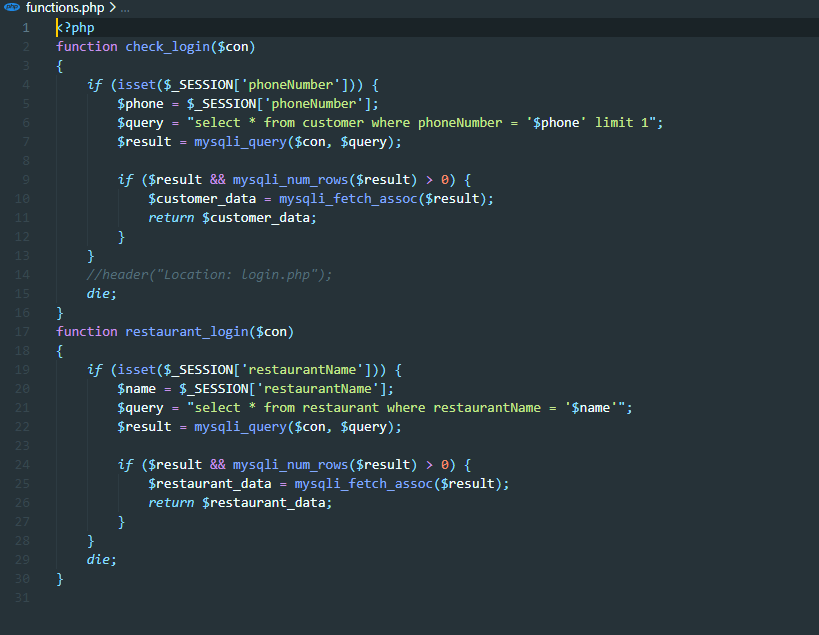 php functions.php > ...
1 <?php
2 function check_login($con)
3 {
4     if (isset($_SESSION['phoneNumber'])) {
5         $phone = $_SESSION['phoneNumber'];
6         $query = "select * from customer where phoneNumber = '$phone' limit 1";
7         $result = mysqli_query($con, $query);
8
9         if ($result && mysqli_num_rows($result) > 0) {
10             $customer_data = mysqli_fetch_assoc($result);
11             return $customer_data;
12         }
13     }
14     //header("Location: login.php");
15     die;
16 }
17 function restaurant_login($con)
18 {
19     if (isset($_SESSION['restaurantName'])) {
20         $name = $_SESSION['restaurantName'];
21         $query = "select * from restaurant where restaurantName = '$name'";
22         $result = mysqli_query($con, $query);
23
24         if ($result && mysqli_num_rows($result) > 0) {
25             $restaurant_data = mysqli_fetch_assoc($result);
26             return $restaurant_data;
27         }
28     }
29     die;
30 }
31